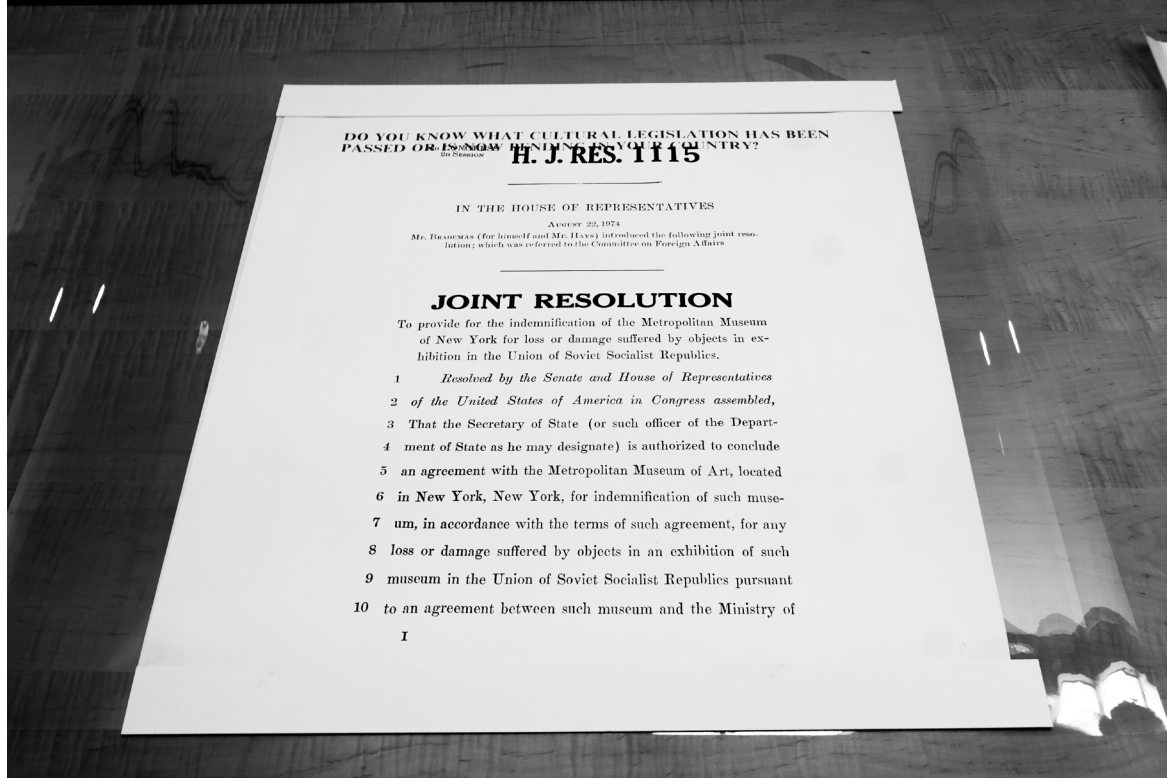 DO YOU KNOW WHAT CULTURAL LEGISLATION HAS BEEN
PASSED OR IS NOW PENDING IN YOUR COUNTRY?
2D SESSION
H. J. RES. 1115
IN THE HOUSE OF REPRESENTATIVES
AUGUST 22, 1974
Mr. BRADEMAS (for himself and Mr. HAYS) introduced the following joint reso-
lution; which was referred to the Committee on Foreign Affairs
JOINT RESOLUTION
To provide for the indemnification of the Metropolitan Museum
of New York for loss or damage suffered by objects in ex-
hibition in the Union of Soviet Socialist Republics.
1 Resolved by the Senate and House of Representatives
2 of the United States of America in Congress assembled,
3 That the Secretary of State (or such officer of the Depart-
4 ment of State as he may designate) is authorized to conclude
5 an agreement with the Metropolitan Museum of Art, located
6 in New York, New York, for indemnification of such muse-
7 um, in accordance with the terms of such agreement, for any
8 loss or damage suffered by objects in an exhibition of such
9 museum in the Union of Soviet Socialist Republics pursuant
10 to an agreement between such museum and the Ministry of
I